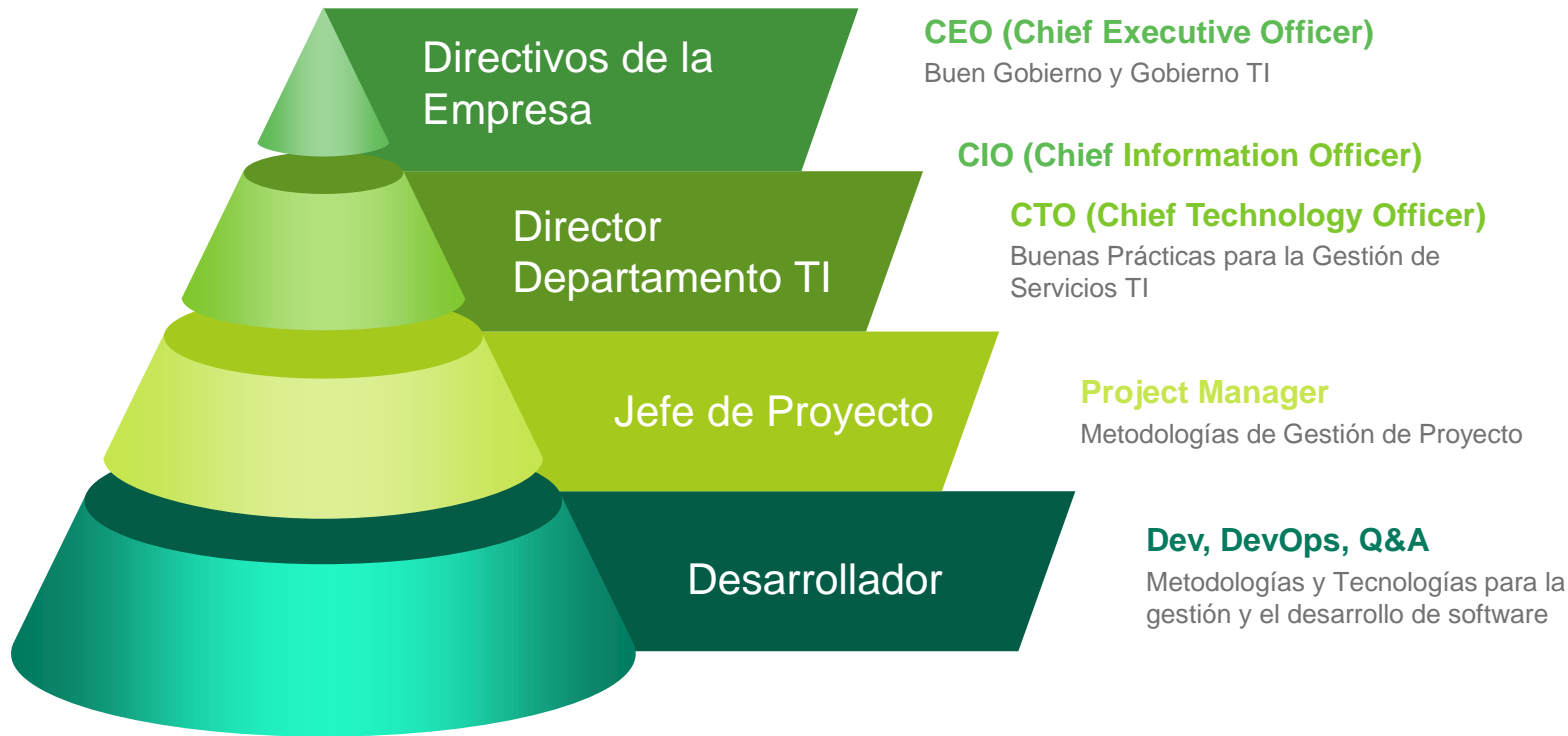 Directivos de la
Empresa
CEO (Chief Executive Officer)
Buen Gobierno y Gobierno TI
CIO (Chief Information Officer)
Director
Departamento TI
CTO (Chief Technology Officer)
Buenas Prácticas para la Gestión de
Servicios TI
Jefe de Proyecto
Project Manager
Metodologías de Gestión de Proyecto
Desarrollador
Dev, DevOps, Q&A
Metodologías y Tecnologías para la
gestión y el desarrollo de software